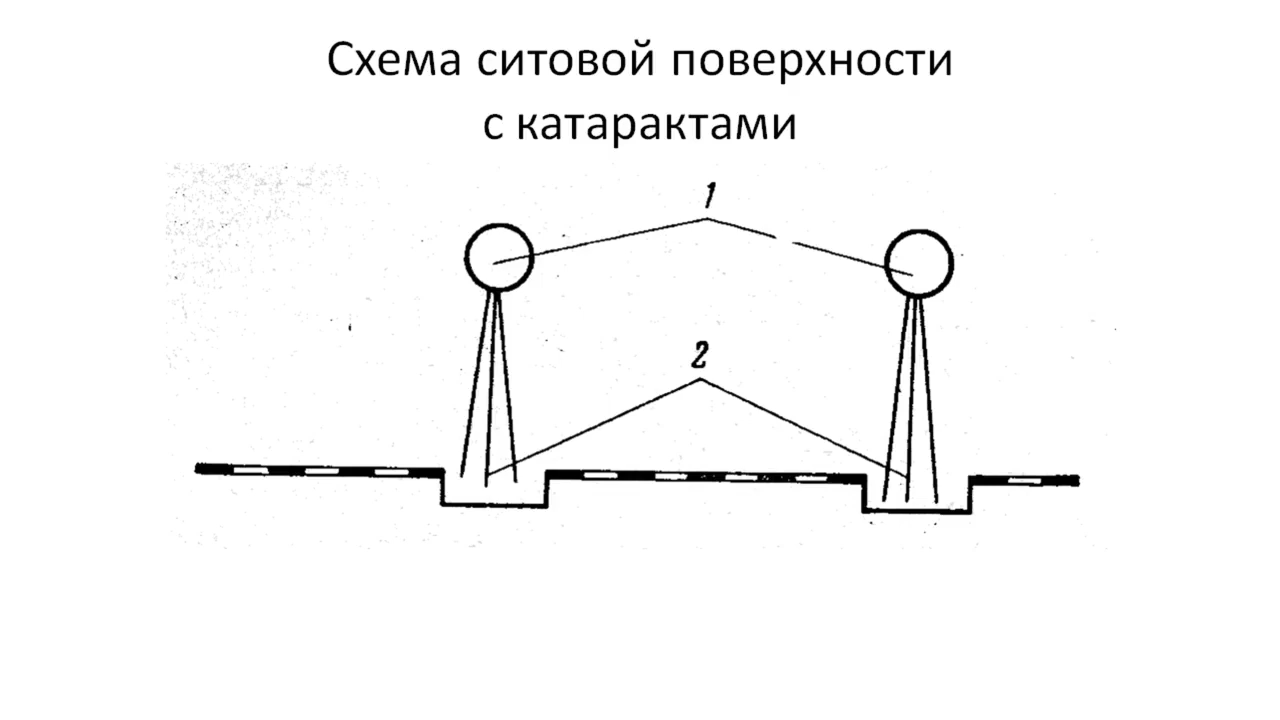 Схема ситовой поверхности
с катарактами
1
2